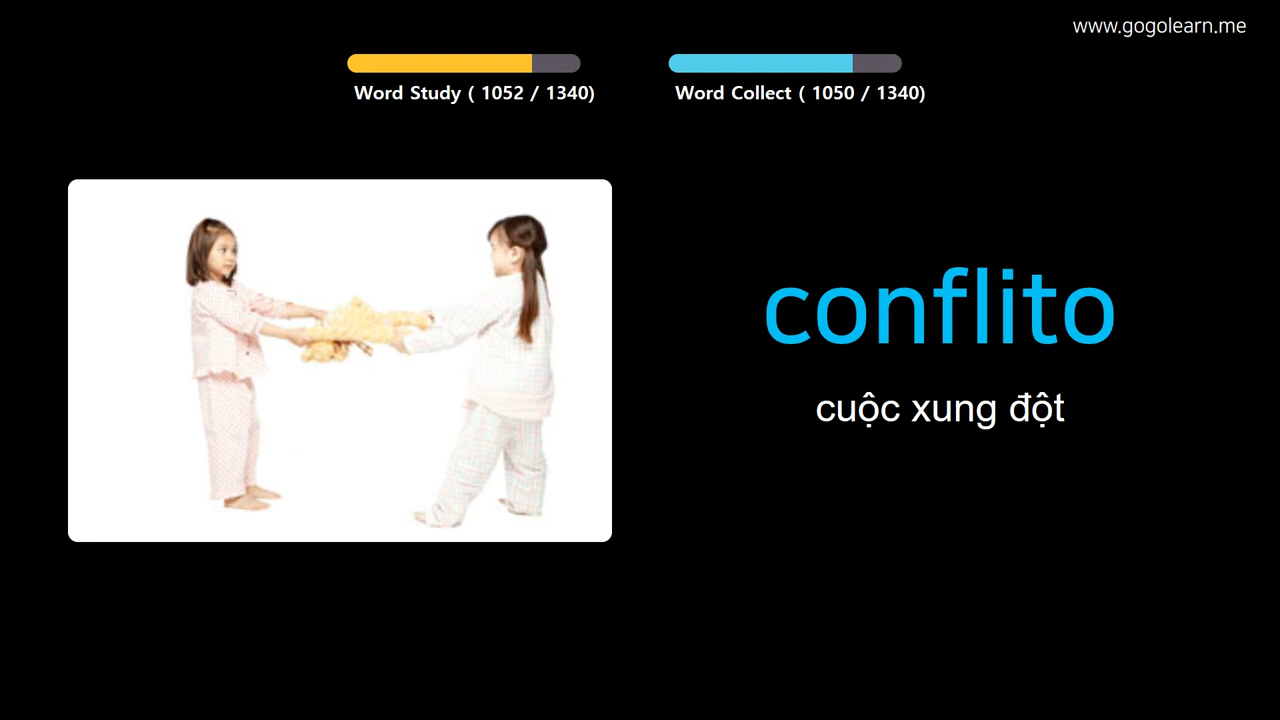 www.gogolearn.me
Word Study ( 1052 / 1340)
Word Collect ( 1050 / 1340)
conflito
cuộc xung đột